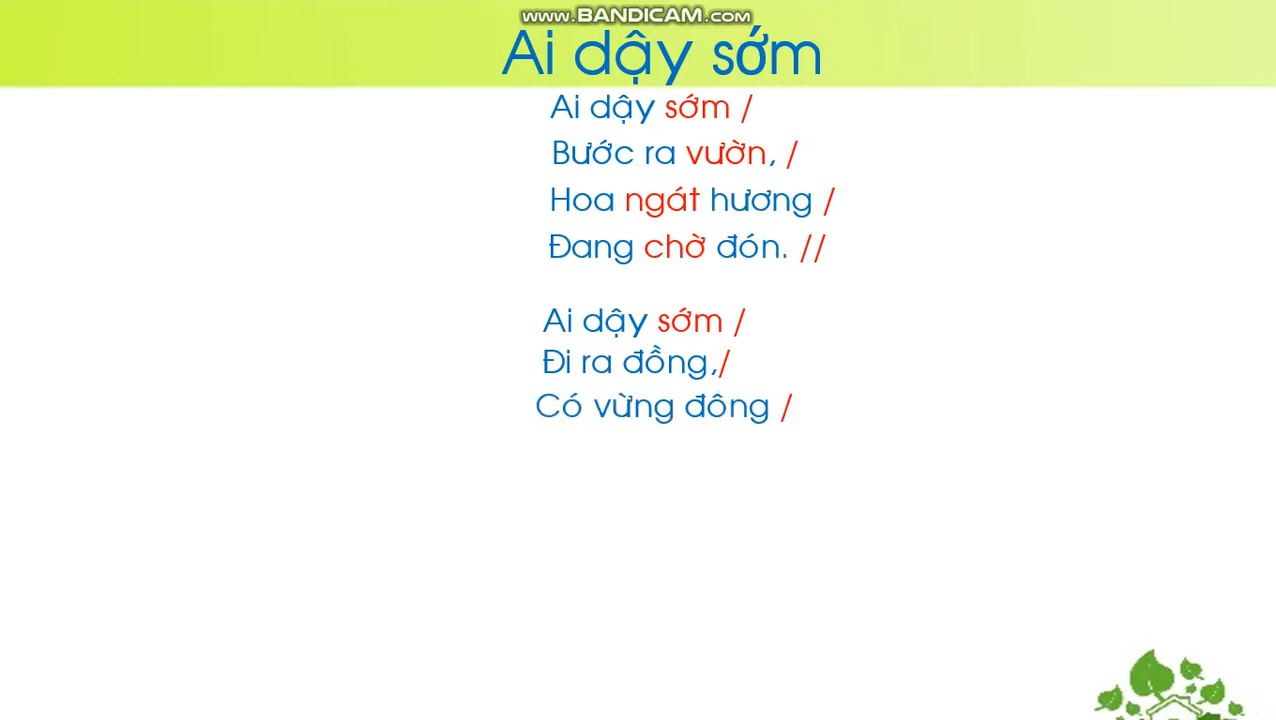 www.BANDICAM.com
Ai dậy sớm
Ai dậy sớm /
Bước ra vườn, /
Hoa ngát hương /
Đang chờ đón. //
Ai dậy sớm /
Đi ra đồng,/
Có vừng đông /